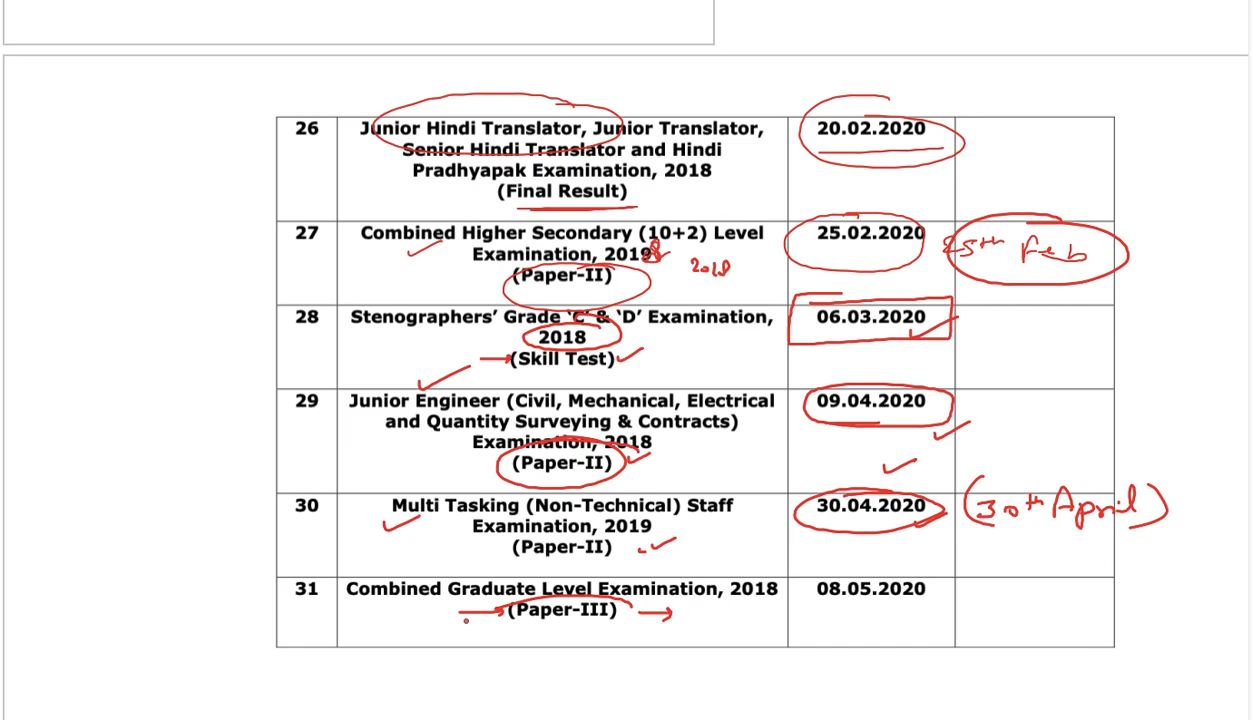 26 Junior Hindi Translator, Junior Translator, 20.02.2020
Senior Hindi Translator and Hindi
Pradhyapak Examination, 2018
(Final Result)
27 Combined Higher Secondary (10+2) Level 25.02.2020 25th Feb
Examination, 2019 8
(Paper-II) 2018
28 Stenographers’ Grade ‘C’ & ‘D’ Examination, 06.03.2020
2018
(Skill Test)
29 Junior Engineer (Civil, Mechanical, Electrical 09.04.2020
and Quantity Surveying & Contracts)
Examination, 2018
(Paper-II)
30 Multi Tasking (Non-Technical) Staff 30.04.2020 (30th April)
Examination, 2019
(Paper-II)
31 Combined Graduate Level Examination, 2018 08.05.2020
(Paper-III)